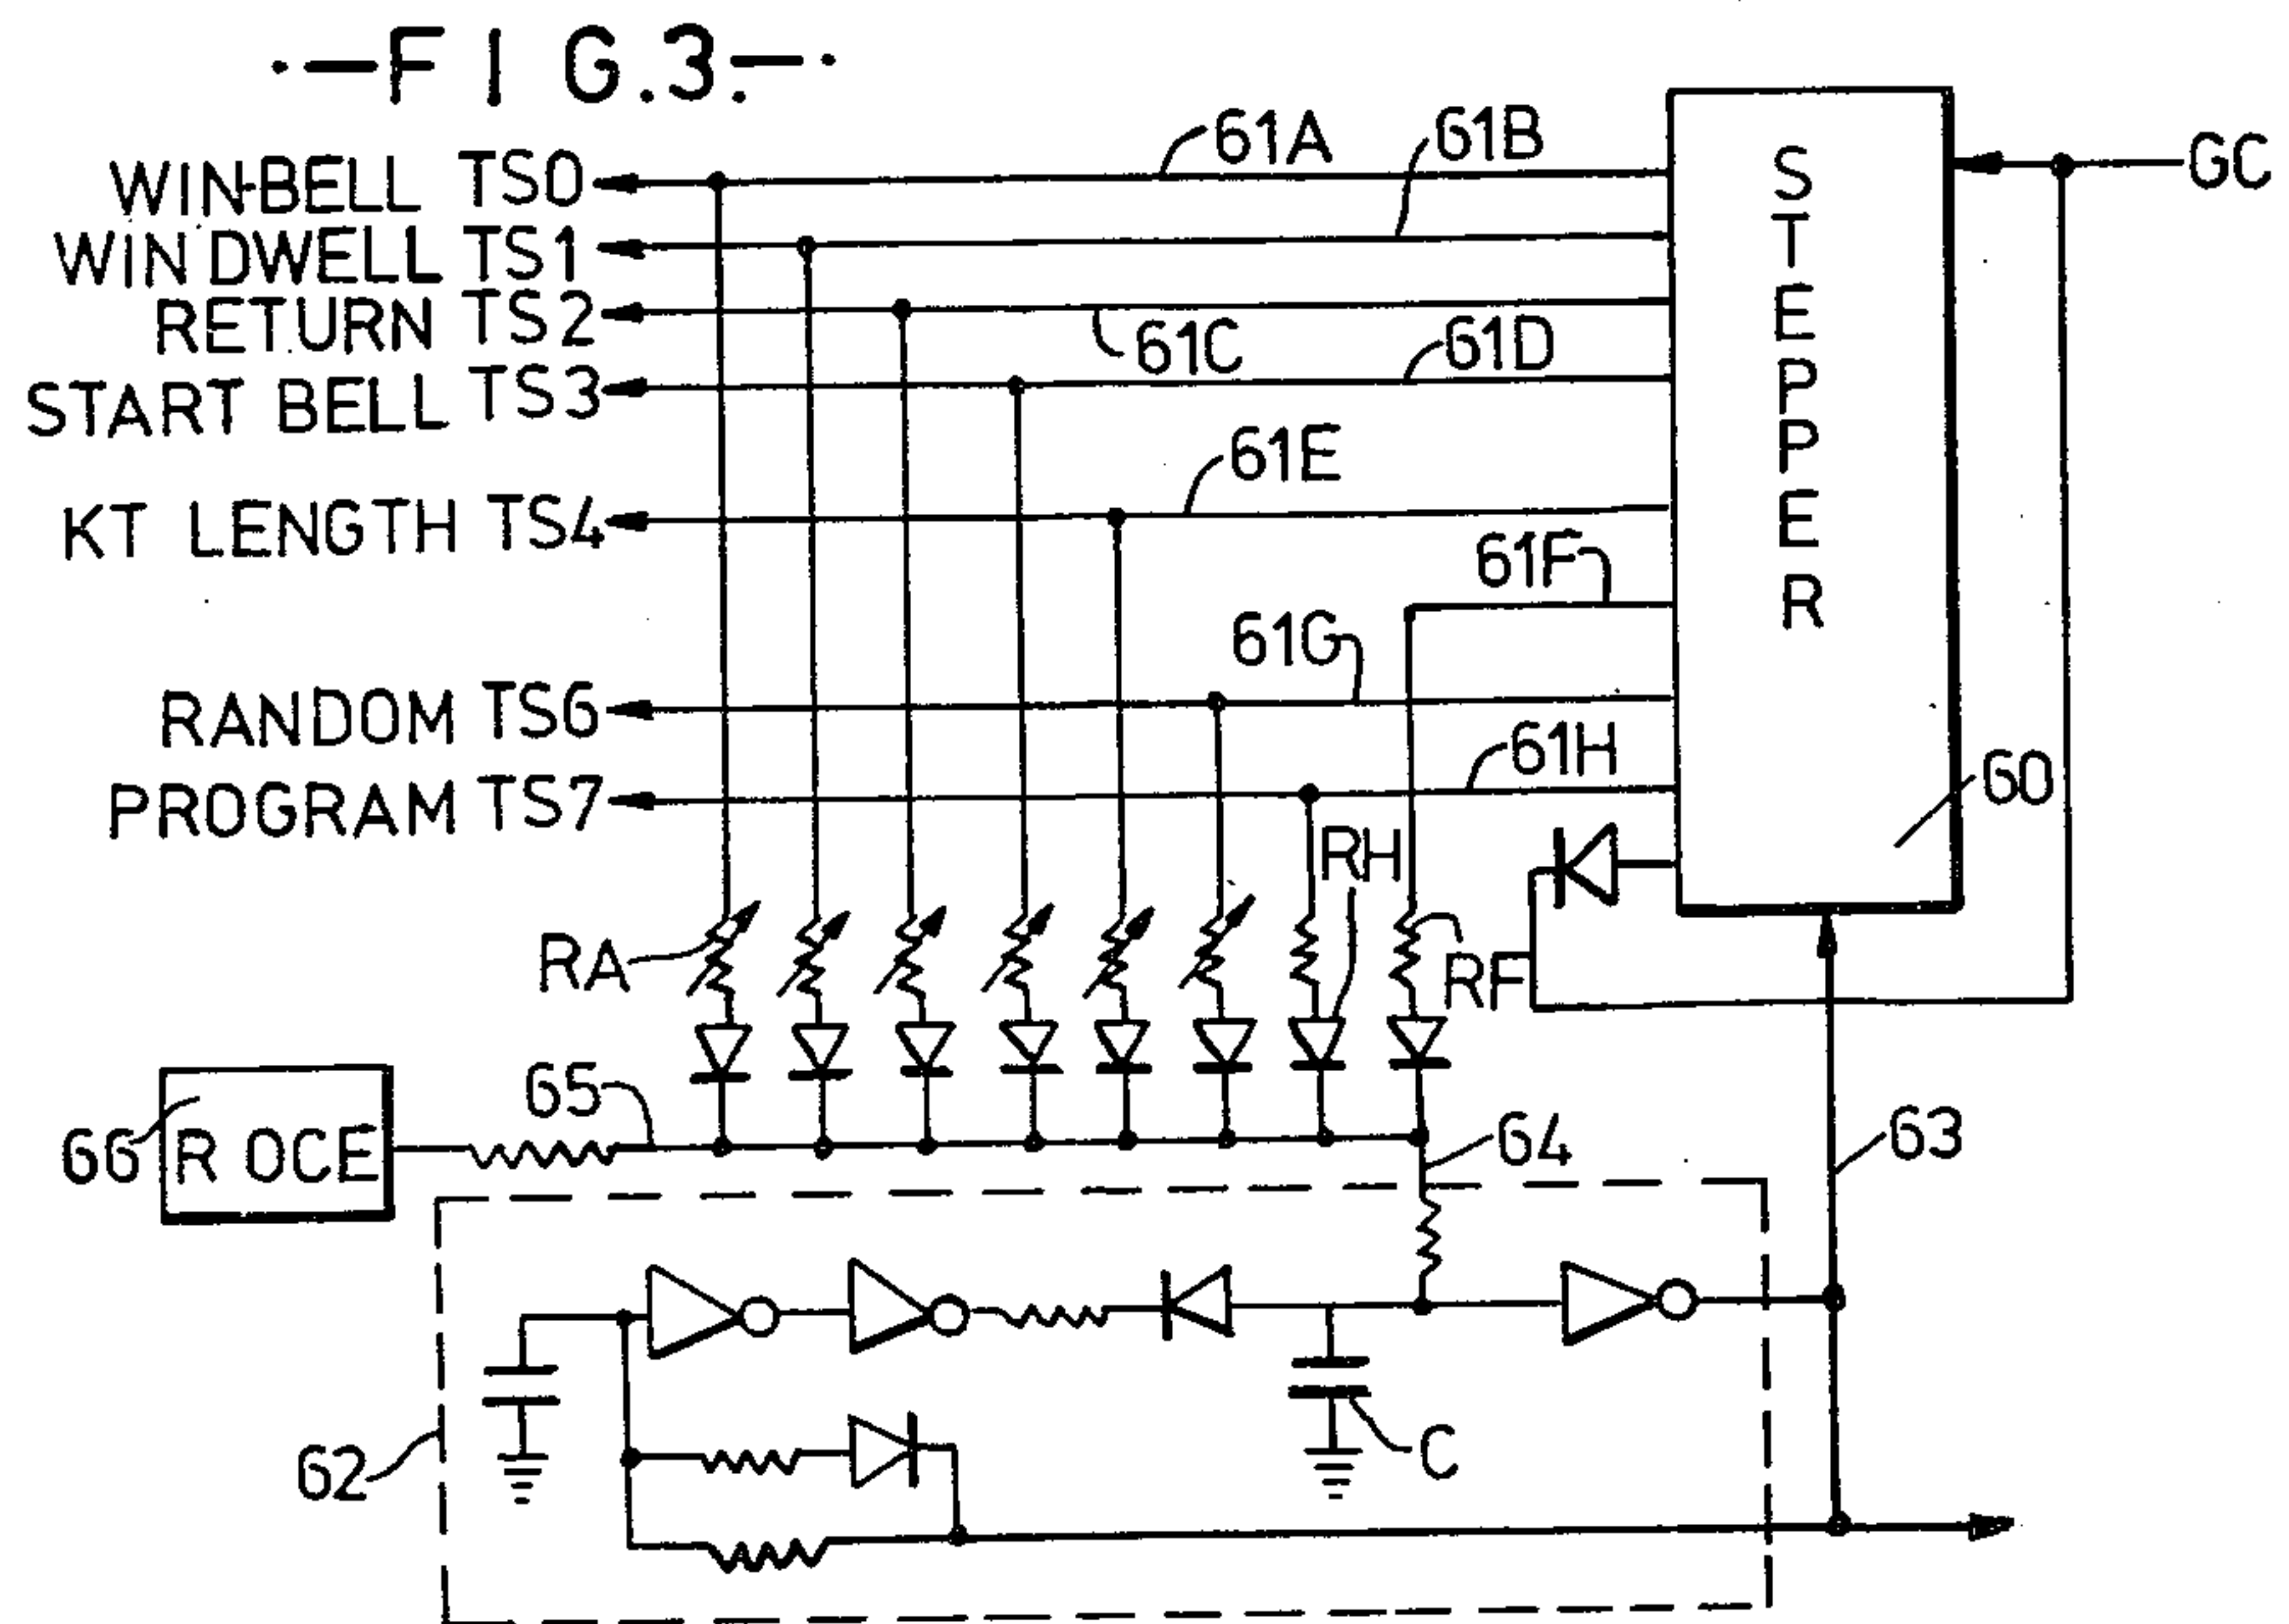 ·—FIG.3.—·
61A
61B
GC
WIN-BELL TS0
WIN DWELL TS1
RETURN TS2
61C
61D
START BELL TS3
61E
KT LENGTH TS4
61F
61G
RANDOM TS6
61H
PROGRAM TS7
STEPPER
60
RH
RA
RF
65
66
R OCE
64
63
62
C